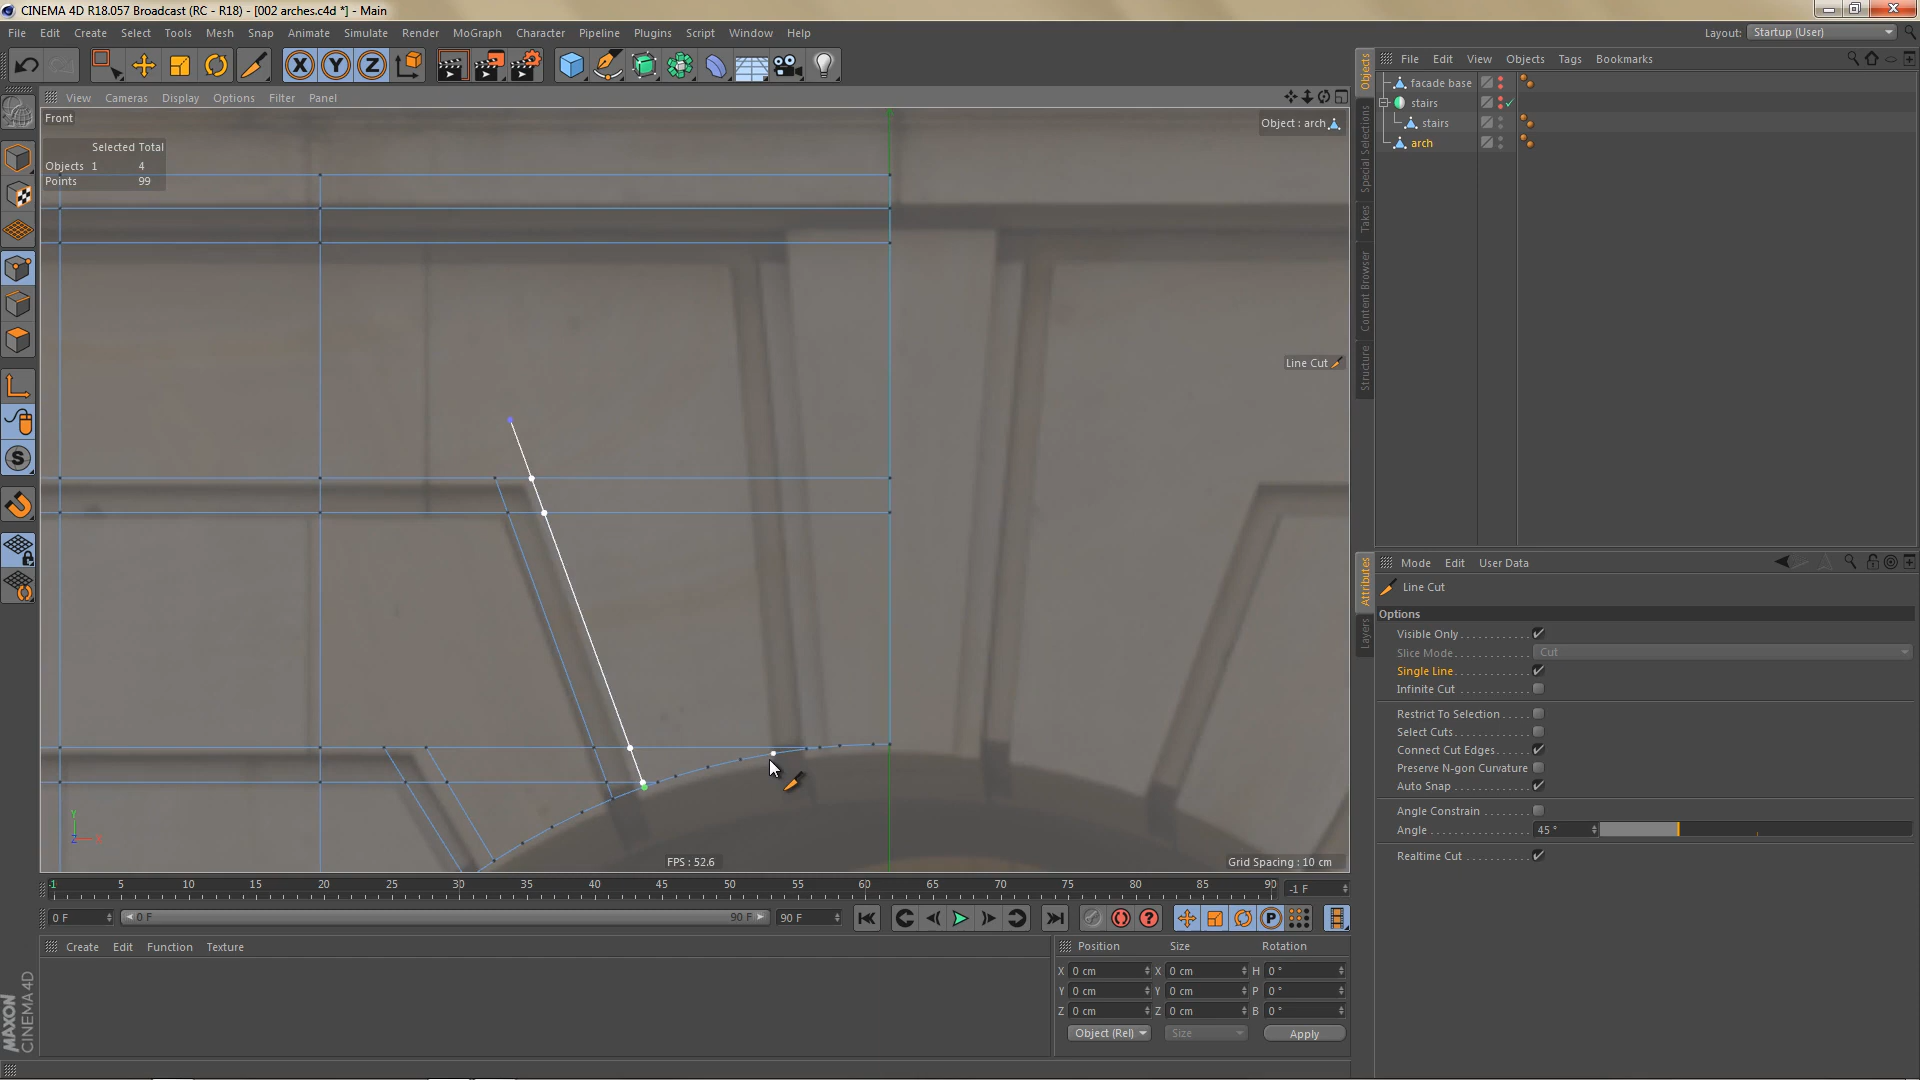 CINEMA 4D R18.057 Broadcast (RC - R18) - [002 arches.c4d *] - Main
File Edit Create Select Tools Mesh Snap Animate Simulate Render MoGraph Character Pipeline Plugins Script Window Help
Layout: Startup (User)
View Cameras Display Options Filter Panel
Front
Object : arch
Selected Total
Objects 1 4
Points 99
Line Cut
FPS : 52.6
Grid Spacing : 10 cm
File Edit View Objects Tags Bookmarks
facade base
stairs
stairs
arch
Objects
Special Selections
Takes
Content Browser
Structure
Attributes
Layers
Mode Edit User Data
Line Cut
Options
Visible Only
Slice Mode Cut
Single Line
Infinite Cut
Restrict To Selection
Select Cuts
Connect Cut Edges
Preserve N-gon Curvature
Auto Snap
Angle Constrain
Angle 45 °
Realtime Cut
-1 5 10 15 20 25 30 35 40 45 50 55 60 65 70 75 80 85 90 -1 F
0 F 0 F 90 F 90 F
Create Edit Function Texture
Position Size Rotation
X 0 cm X 0 cm H 0 °
Y 0 cm Y 0 cm P 0 °
Z 0 cm Z 0 cm B 0 °
Object (Rel) Size Apply
MAXON
CINEMA 4D